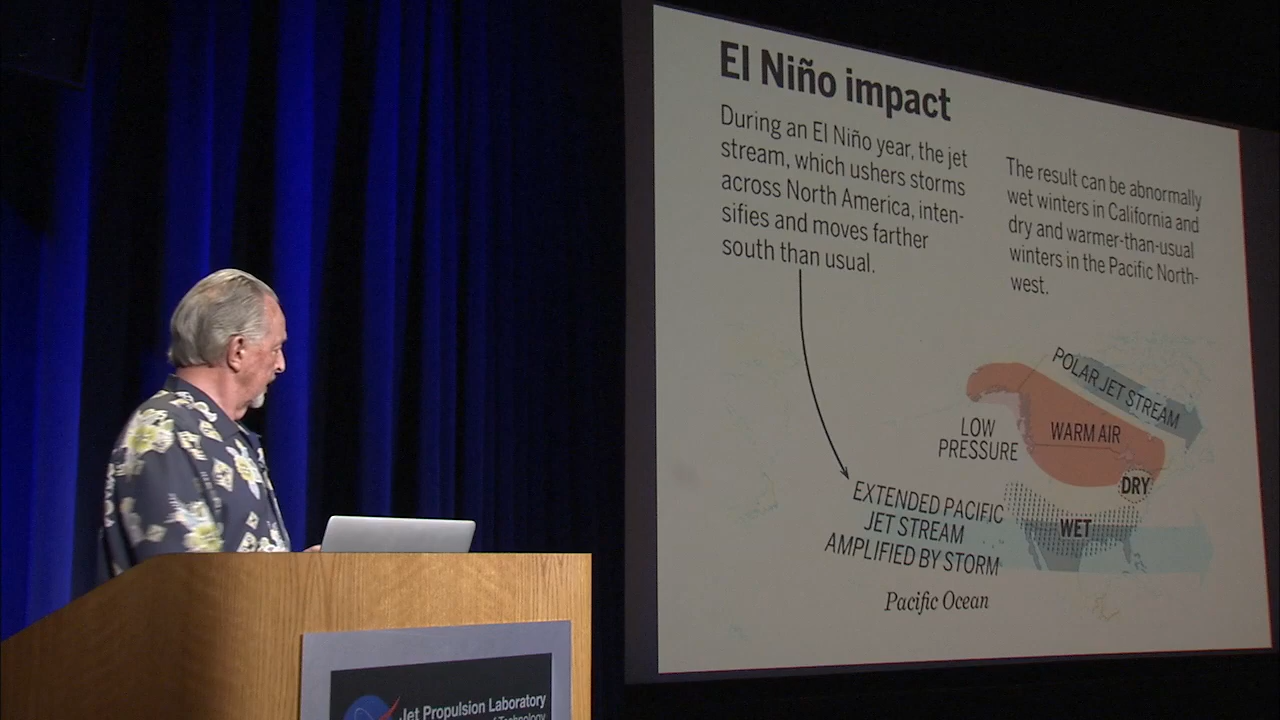 El Niño impact
During an El Niño year, the jet
stream, which ushers storms
across North America, inten-
sifies and moves farther
south than usual.
The result can be abnormally
wet winters in California and
dry and warmer-than-usual
winters in the Pacific North-
west.
POLAR JET STREAM
LOW
PRESSURE
WARM AIR
DRY
EXTENDED PACIFIC
JET STREAM
AMPLIFIED BY STORM
WET
Pacific Ocean
Jet Propulsion Laboratory
of Technology